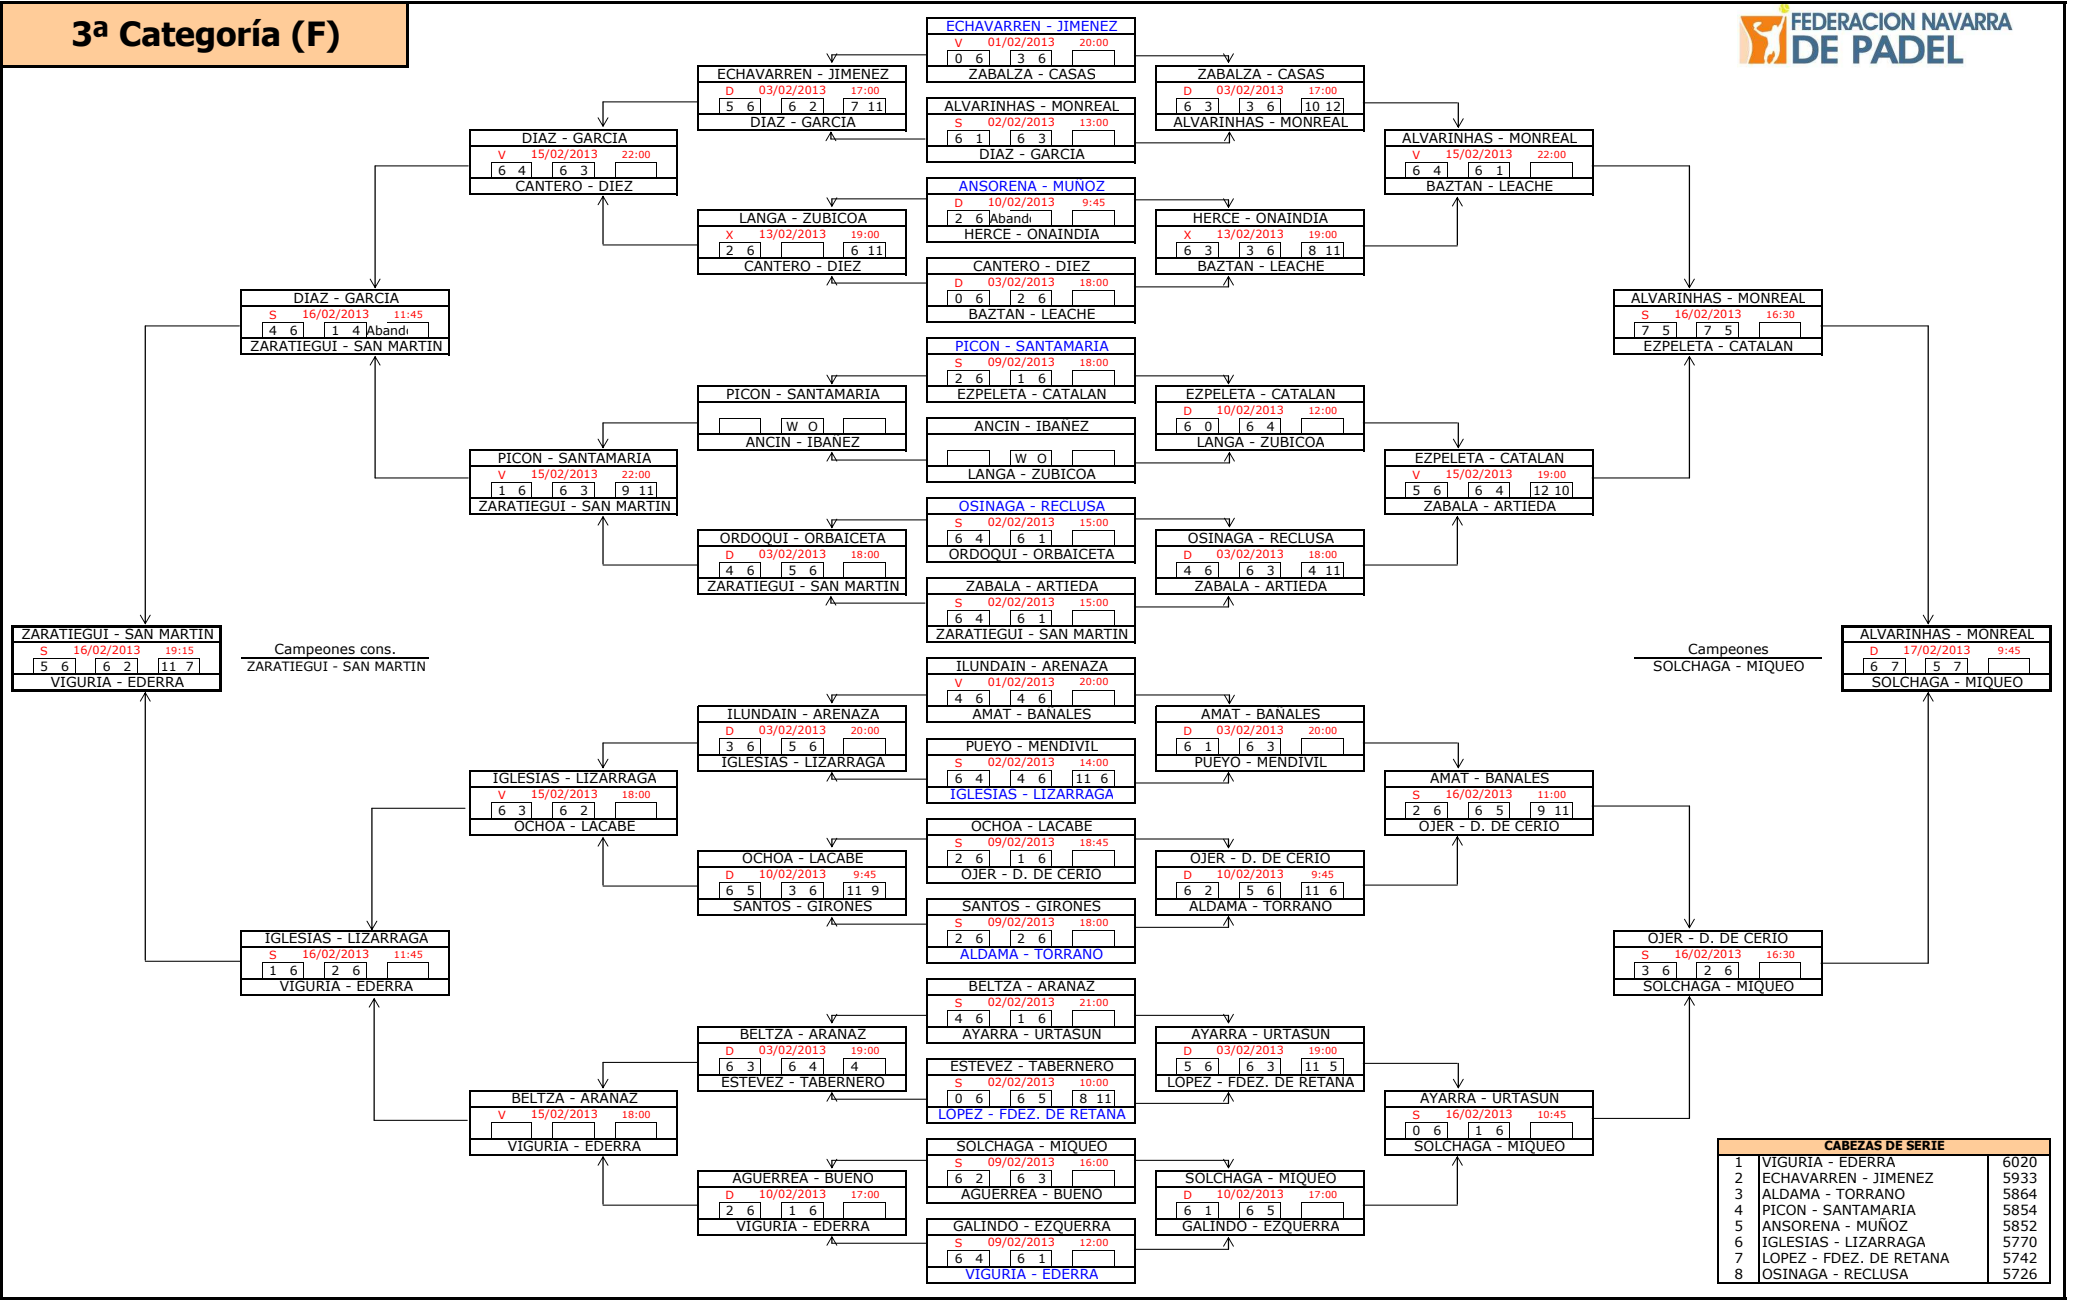 3ª Categoría (F)
FEDERACION NAVARRA
DE PADEL
ECHAVARREN - JIMENEZ
V 01/02/2013 20:00
0 6 3 6
ZABALZA - CASAS
ALVARINHAS - MONREAL
S 02/02/2013 13:00
6 1 6 3
DIAZ - GARCIA
ANSORENA - MUÑOZ
D 10/02/2013 9:45
2 6 Aband
HERCE - ONAINDIA
CANTERO - DIEZ
D 03/02/2013 18:00
0 6 2 6
BAZTAN - LEACHE
PICON - SANTAMARIA
S 09/02/2013 18:00
2 6 1 6
EZPELETA - CATALAN
ANCIN - IBAÑEZ
W O
LANGA - ZUBICOA
OSINAGA - RECLUSA
S 02/02/2013 15:00
6 4 6 1
ORDOQUI - ORBAICETA
ZABALA - ARTIEDA
S 02/02/2013 15:00
6 4 6 1
ZARATIEGUI - SAN MARTIN
ILUNDAIN - ARENAZA
V 01/02/2013 20:00
4 6 4 6
AMAT - BAÑALES
PUEYO - MENDIVIL
S 02/02/2013 14:00
6 4 4 6 11 6
IGLESIAS - LIZARRAGA
OCHOA - LACABE
S 09/02/2013 18:45
2 6 1 6
OJER - D. DE CERIO
SANTOS - GIRONES
S 09/02/2013 18:00
2 6 2 6
ALDAMA - TORRANO
BELTZA - ARANAZ
S 02/02/2013 21:00
4 6 1 6
AYARRA - URTASUN
ESTEVEZ - TABERNERO
S 02/02/2013 10:00
0 6 6 5 8 11
LOPEZ - FDEZ. DE RETANA
SOLCHAGA - MIQUEO
S 09/02/2013 16:00
6 2 6 3
AGUERREA - BUENO
GALINDO - EZQUERRA
S 09/02/2013 12:00
6 4 6 1
VIGURIA - EDERRA
ECHAVARREN - JIMENEZ
D 03/02/2013 17:00
5 6 6 2 7 11
DIAZ - GARCIA
LANGA - ZUBICOA
X 13/02/2013 19:00
2 6 6 11
CANTERO - DIEZ
PICON - SANTAMARIA
W O
ANCIN - IBAÑEZ
ORDOQUI - ORBAICETA
D 03/02/2013 18:00
4 6 5 6
ZARATIEGUI - SAN MARTIN
ILUNDAIN - ARENAZA
D 03/02/2013 20:00
3 6 5 6
IGLESIAS - LIZARRAGA
OCHOA - LACABE
D 10/02/2013 9:45
6 5 3 6 11 9
SANTOS - GIRONES
BELTZA - ARANAZ
D 03/02/2013 19:00
6 3 6 4 4
ESTEVEZ - TABERNERO
AGUERREA - BUENO
D 10/02/2013 17:00
2 6 1 6
VIGURIA - EDERRA
DIAZ - GARCIA
V 15/02/2013 22:00
6 4 6 3
CANTERO - DIEZ
PICON - SANTAMARIA
V 15/02/2013 22:00
1 6 6 3 9 11
ZARATIEGUI - SAN MARTIN
IGLESIAS - LIZARRAGA
V 15/02/2013 18:00
6 3 6 2
OCHOA - LACABE
BELTZA - ARANAZ
V 15/02/2013 18:00
VIGURIA - EDERRA
DIAZ - GARCIA
S 16/02/2013 11:45
4 6 1 4 Aband
ZARATIEGUI - SAN MARTIN
IGLESIAS - LIZARRAGA
S 16/02/2013 11:45
1 6 2 6
VIGURIA - EDERRA
ZARATIEGUI - SAN MARTIN
S 16/02/2013 19:15
5 6 6 2 11 7
VIGURIA - EDERRA
Campeones cons.
ZARATIEGUI - SAN MARTIN
ZABALZA - CASAS
D 03/02/2013 17:00
6 3 3 6 10 12
ALVARINHAS - MONREAL
HERCE - ONAINDIA
X 13/02/2013 19:00
6 3 3 6 8 11
BAZTAN - LEACHE
EZPELETA - CATALAN
D 10/02/2013 12:00
6 0 6 4
LANGA - ZUBICOA
OSINAGA - RECLUSA
D 03/02/2013 18:00
4 6 6 3 4 11
ZABALA - ARTIEDA
AMAT - BAÑALES
D 03/02/2013 20:00
6 1 6 3
PUEYO - MENDIVIL
OJER - D. DE CERIO
D 10/02/2013 9:45
6 2 5 6 11 6
ALDAMA - TORRANO
AYARRA - URTASUN
D 03/02/2013 19:00
5 6 6 3 11 5
LOPEZ - FDEZ. DE RETANA
SOLCHAGA - MIQUEO
D 10/02/2013 17:00
6 1 6 5
GALINDO - EZQUERRA
ALVARINHAS - MONREAL
V 15/02/2013 22:00
6 4 6 1
BAZTAN - LEACHE
EZPELETA - CATALAN
V 15/02/2013 19:00
5 6 6 4 12 10
ZABALA - ARTIEDA
AMAT - BAÑALES
S 16/02/2013 11:00
2 6 6 5 9 11
OJER - D. DE CERIO
AYARRA - URTASUN
S 16/02/2013 10:45
0 6 1 6
SOLCHAGA - MIQUEO
ALVARINHAS - MONREAL
S 16/02/2013 16:30
7 5 7 5
EZPELETA - CATALAN
OJER - D. DE CERIO
S 16/02/2013 16:30
3 6 2 6
SOLCHAGA - MIQUEO
Campeones
SOLCHAGA - MIQUEO
ALVARINHAS - MONREAL
D 17/02/2013 9:45
6 7 5 7
SOLCHAGA - MIQUEO
CABEZAS DE SERIE
1 VIGURIA - EDERRA 6020
2 ECHAVARREN - JIMENEZ 5933
3 ALDAMA - TORRANO 5864
4 PICON - SANTAMARIA 5854
5 ANSORENA - MUÑOZ 5852
6 IGLESIAS - LIZARRAGA 5770
7 LOPEZ - FDEZ. DE RETANA 5742
8 OSINAGA - RECLUSA 5726